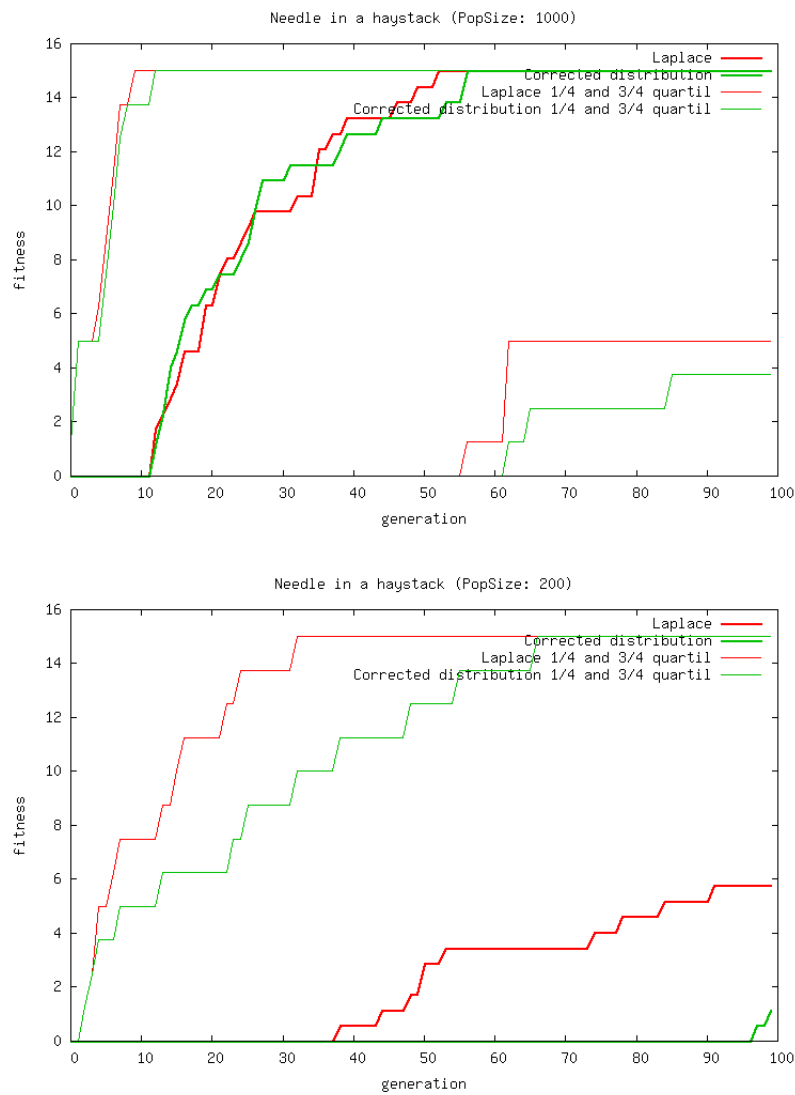 Needle in a haystack (PopSize: 1000)
16
14
12
10
8
6
4
2
0
fitness
Laplace
Corrected distribution
Laplace 1/4 and 3/4 quartil
Corrected distribution 1/4 and 3/4 quartil
0 10 20 30 40 50 60 70 80 90 100
generation
Needle in a haystack (PopSize: 200)
16
14
12
10
8
6
4
2
0
fitness
Laplace
Corrected distribution
Laplace 1/4 and 3/4 quartil
Corrected distribution 1/4 and 3/4 quartil
0 10 20 30 40 50 60 70 80 90 100
generation